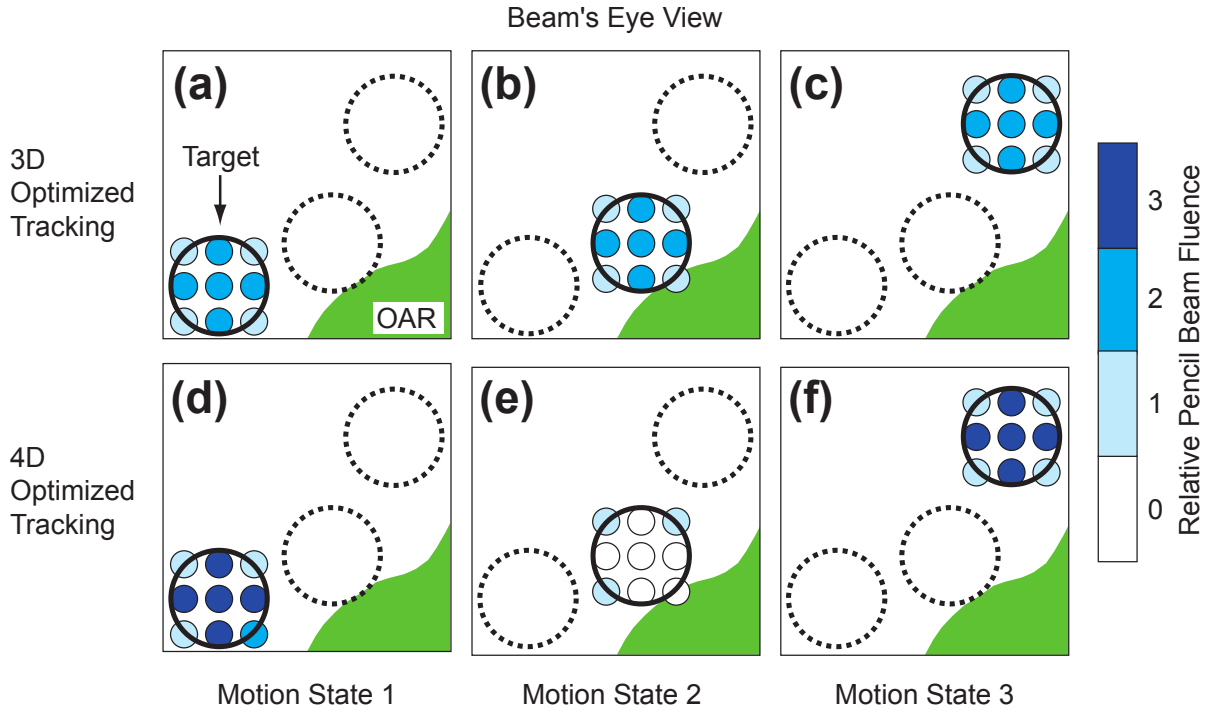 Beam's Eye View
(a)
(b)
(c)
3D
Optimized
Tracking
Target
OAR
(d)
(e)
(f)
4D
Optimized
Tracking
3
2
1
0
Relative Pencil Beam Fluence
Motion State 1
Motion State 2
Motion State 3